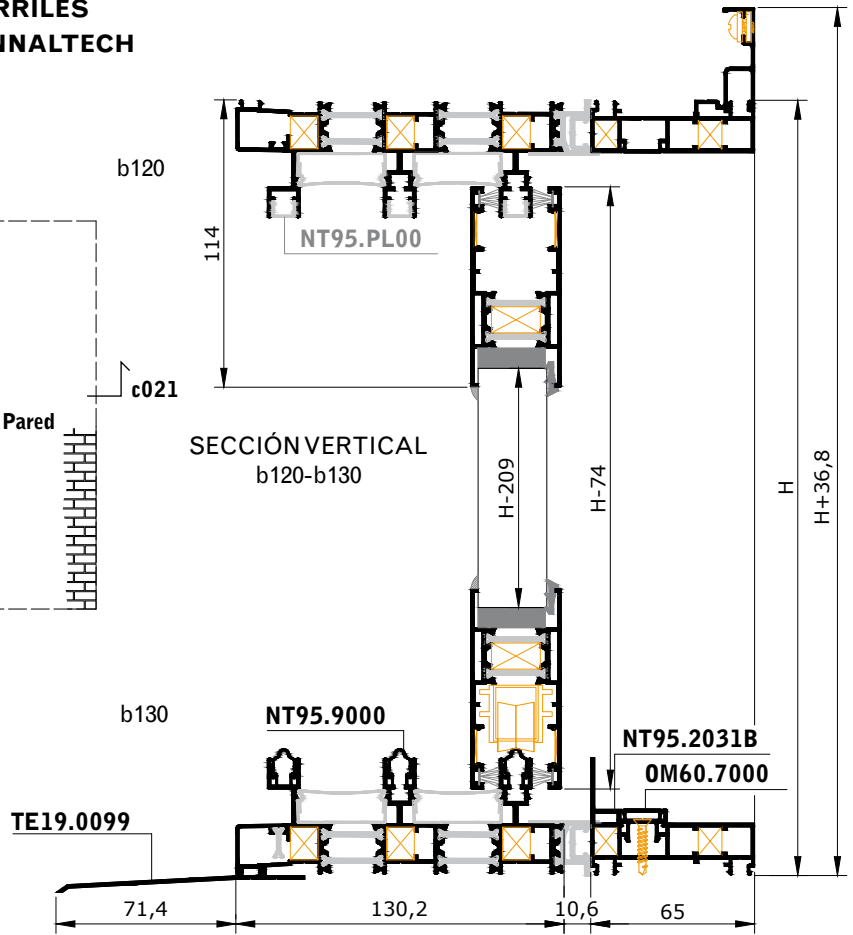 RRILES
NNALTECH
b120
114
NT95.PL00
c021
Pared
SECCIÓN VERTICAL
b120-b130
H-209
H-74
H
H+36,8
b130
NT95.9000
NT95.2031B
OM60.7000
TE19.0099
71,4
130,2
10,6
65